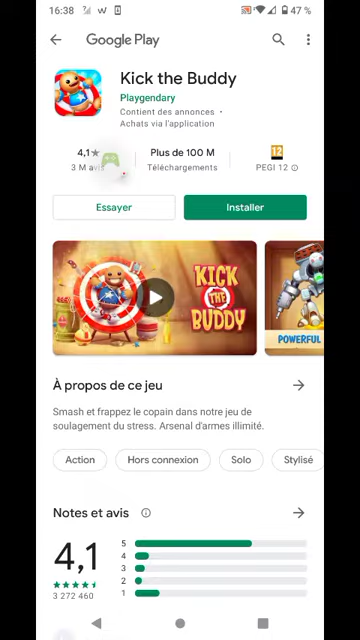 16:38
47 %
Google Play
Kick the Buddy
Playgendary
Contient des annonces •
Achats via l'application
4,1★
Plus de 100 M
12
3 M avis
Téléchargements
PEGI 12
Essayer
Installer
KICK
THE
BUDDY
POWERFUL
À propos de ce jeu
Smash et frappez le copain dans notre jeu de
soulagement du stress. Arsenal d'armes illimité.
Action
Hors connexion
Solo
Stylisé
Notes et avis
4,1
5
4
3
2
1
3 272 460